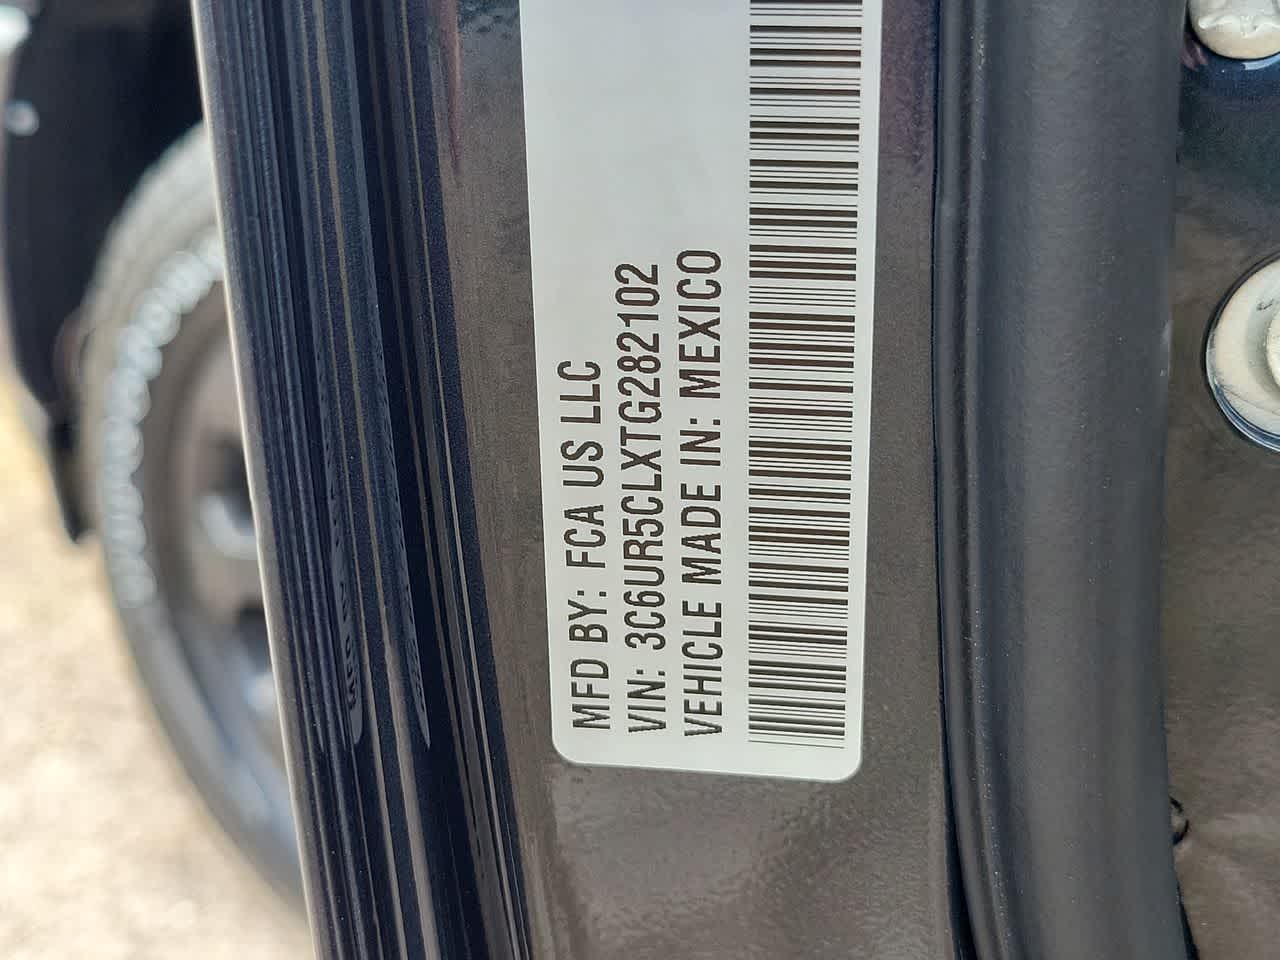 MFD BY: FCA US LLC
VIN: 3C6UR5CLXTG282102
VEHICLE MADE IN: MEXICO